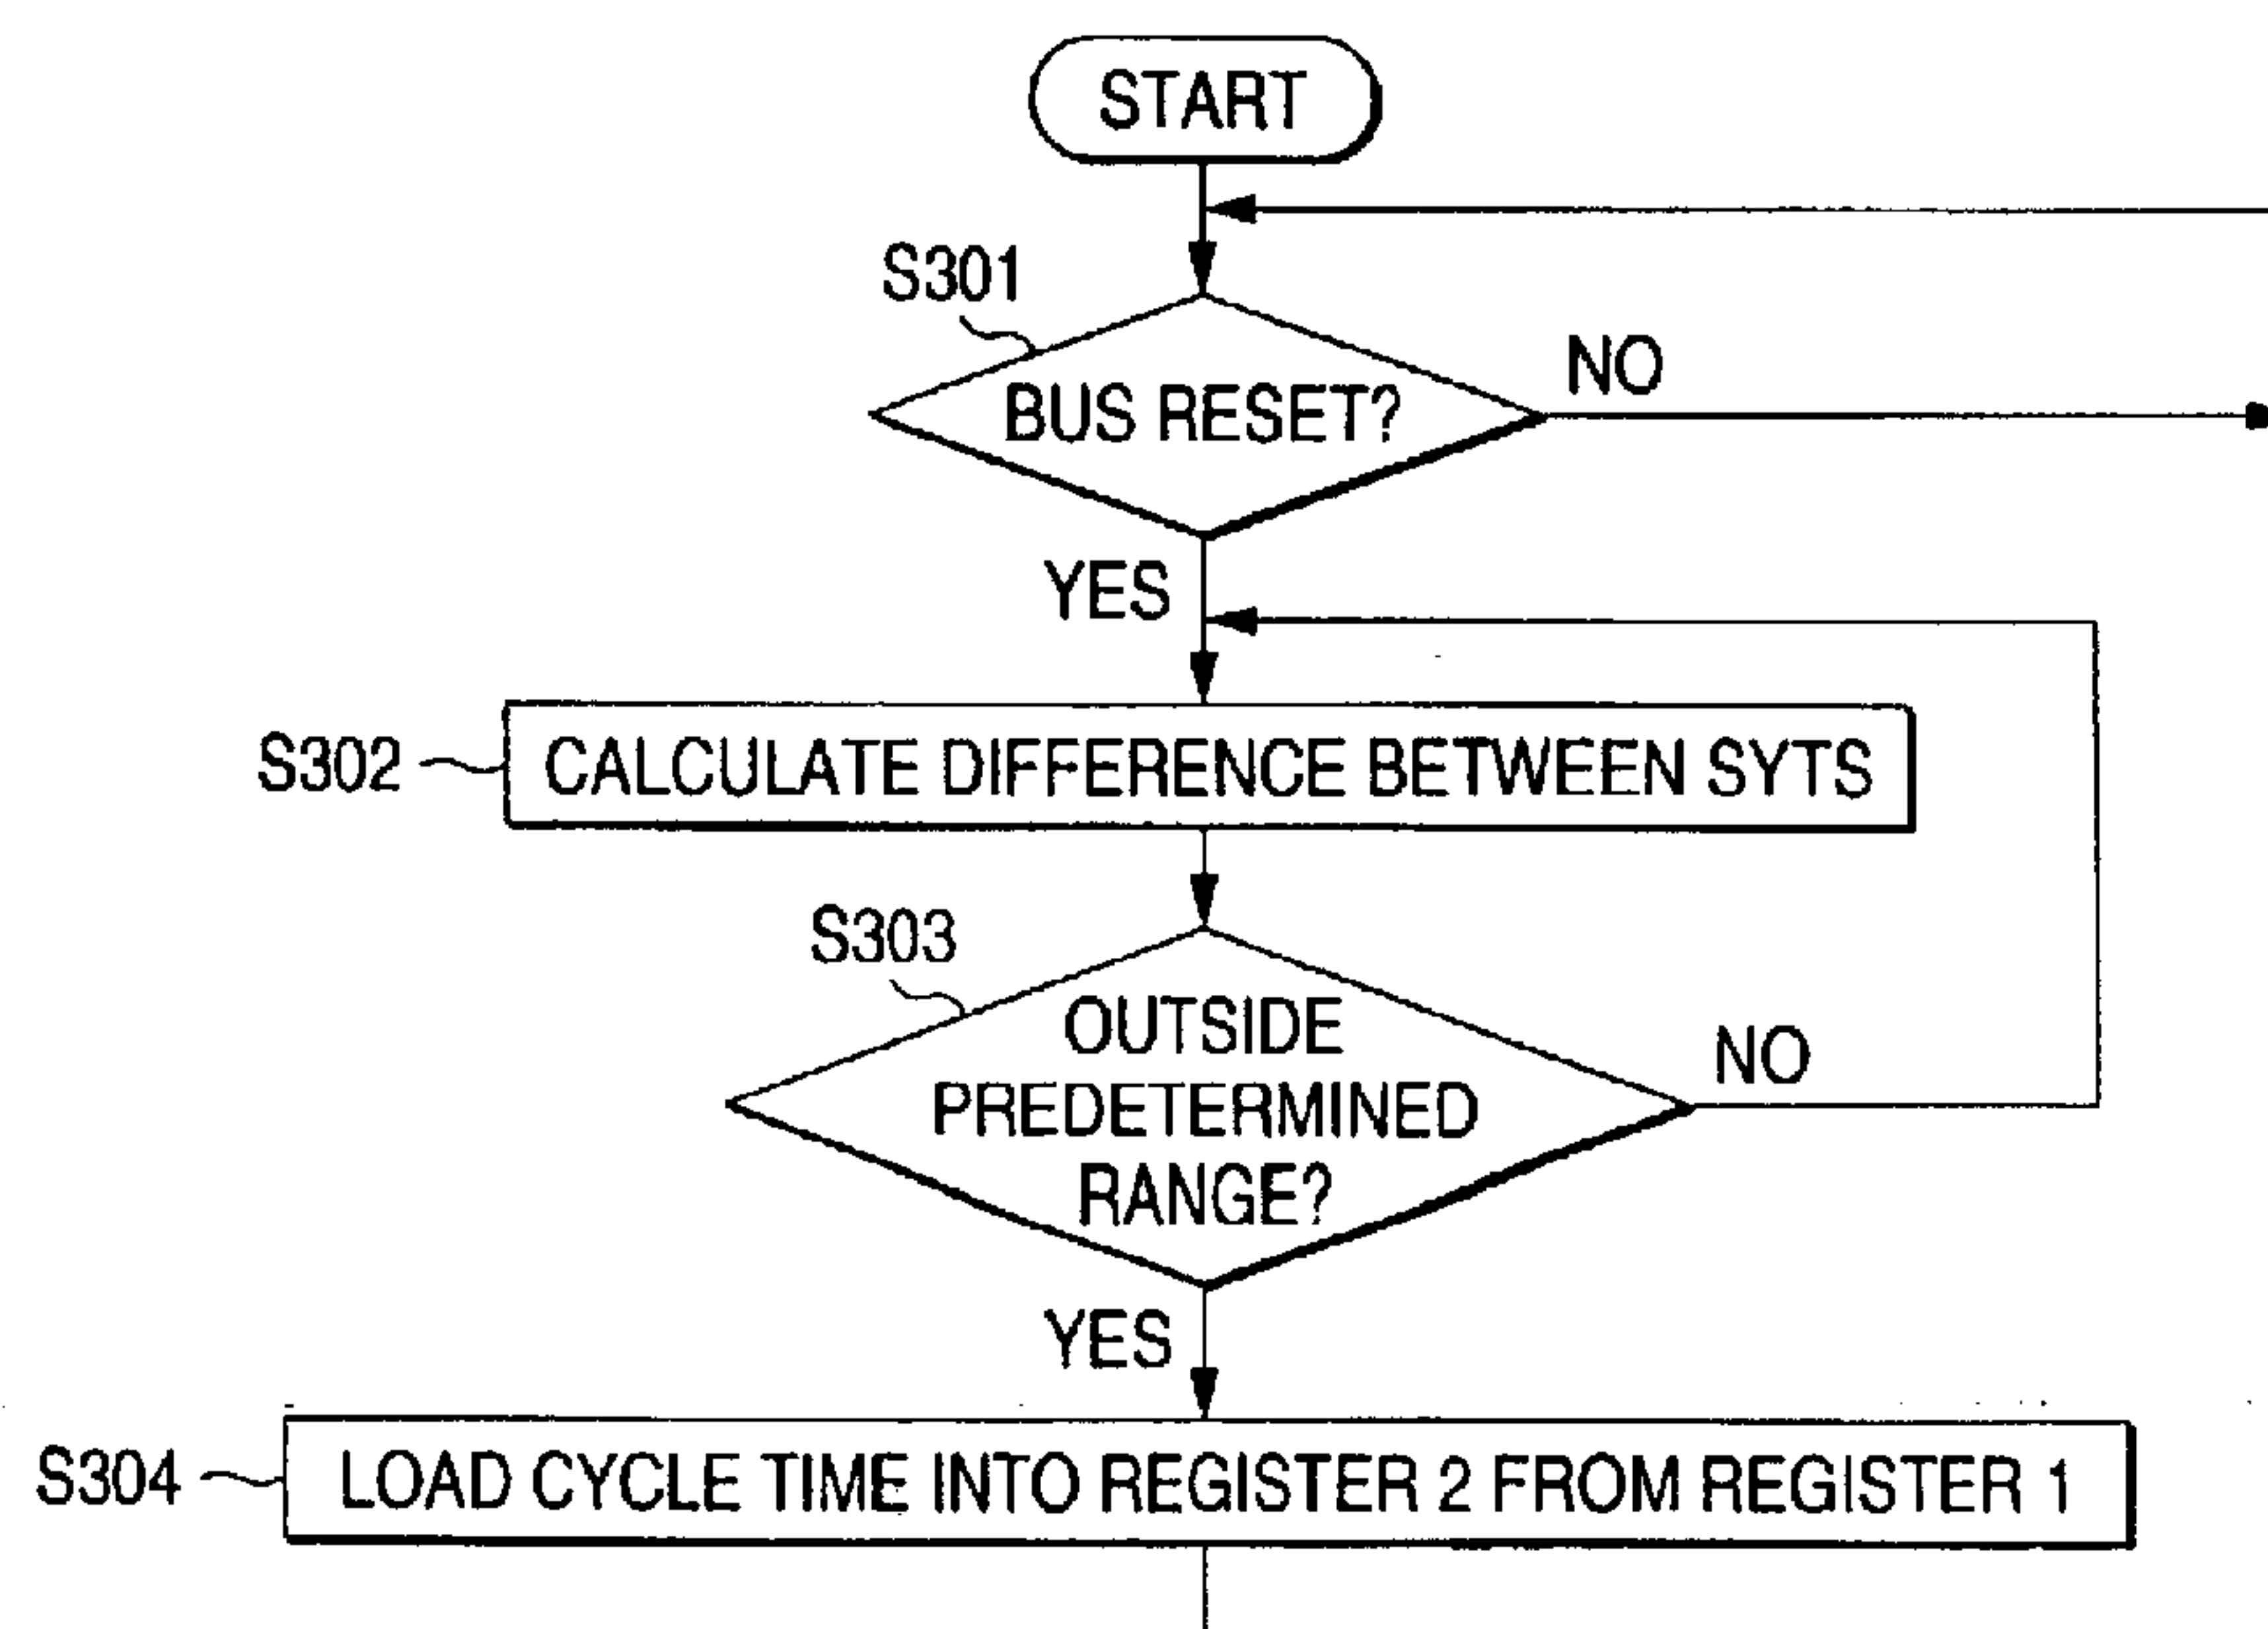 START
S301
BUS RESET?
NO
YES
S302
CALCULATE DIFFERENCE BETWEEN SYTS
S303
OUTSIDE
PREDETERMINED
RANGE?
NO
YES
S304
LOAD CYCLE TIME INTO REGISTER 2 FROM REGISTER 1